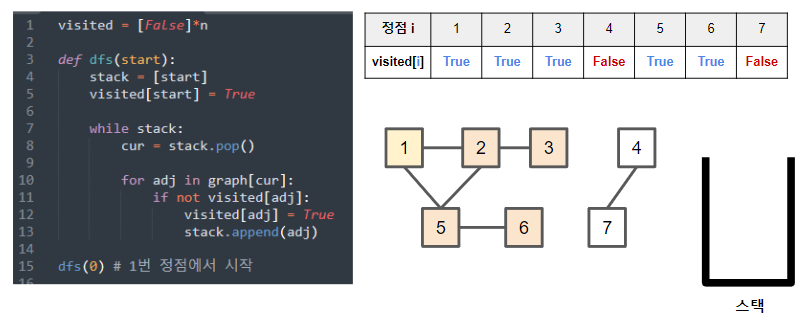 1 visited = [False]*n
2
3 def dfs(start):
4 stack = [start]
5 visited[start] = True
6
7 while stack:
8 cur = stack.pop()
9
10 for adj in graph[cur]:
11 if not visited[adj]:
12 visited[adj] = True
13 stack.append(adj)
14
15 dfs(0) # 1번 정점에서 시작
16
정점 i 1 2 3 4 5 6 7
visited[i] True True True False True True False
1 2 3 4
5 6 7
스택